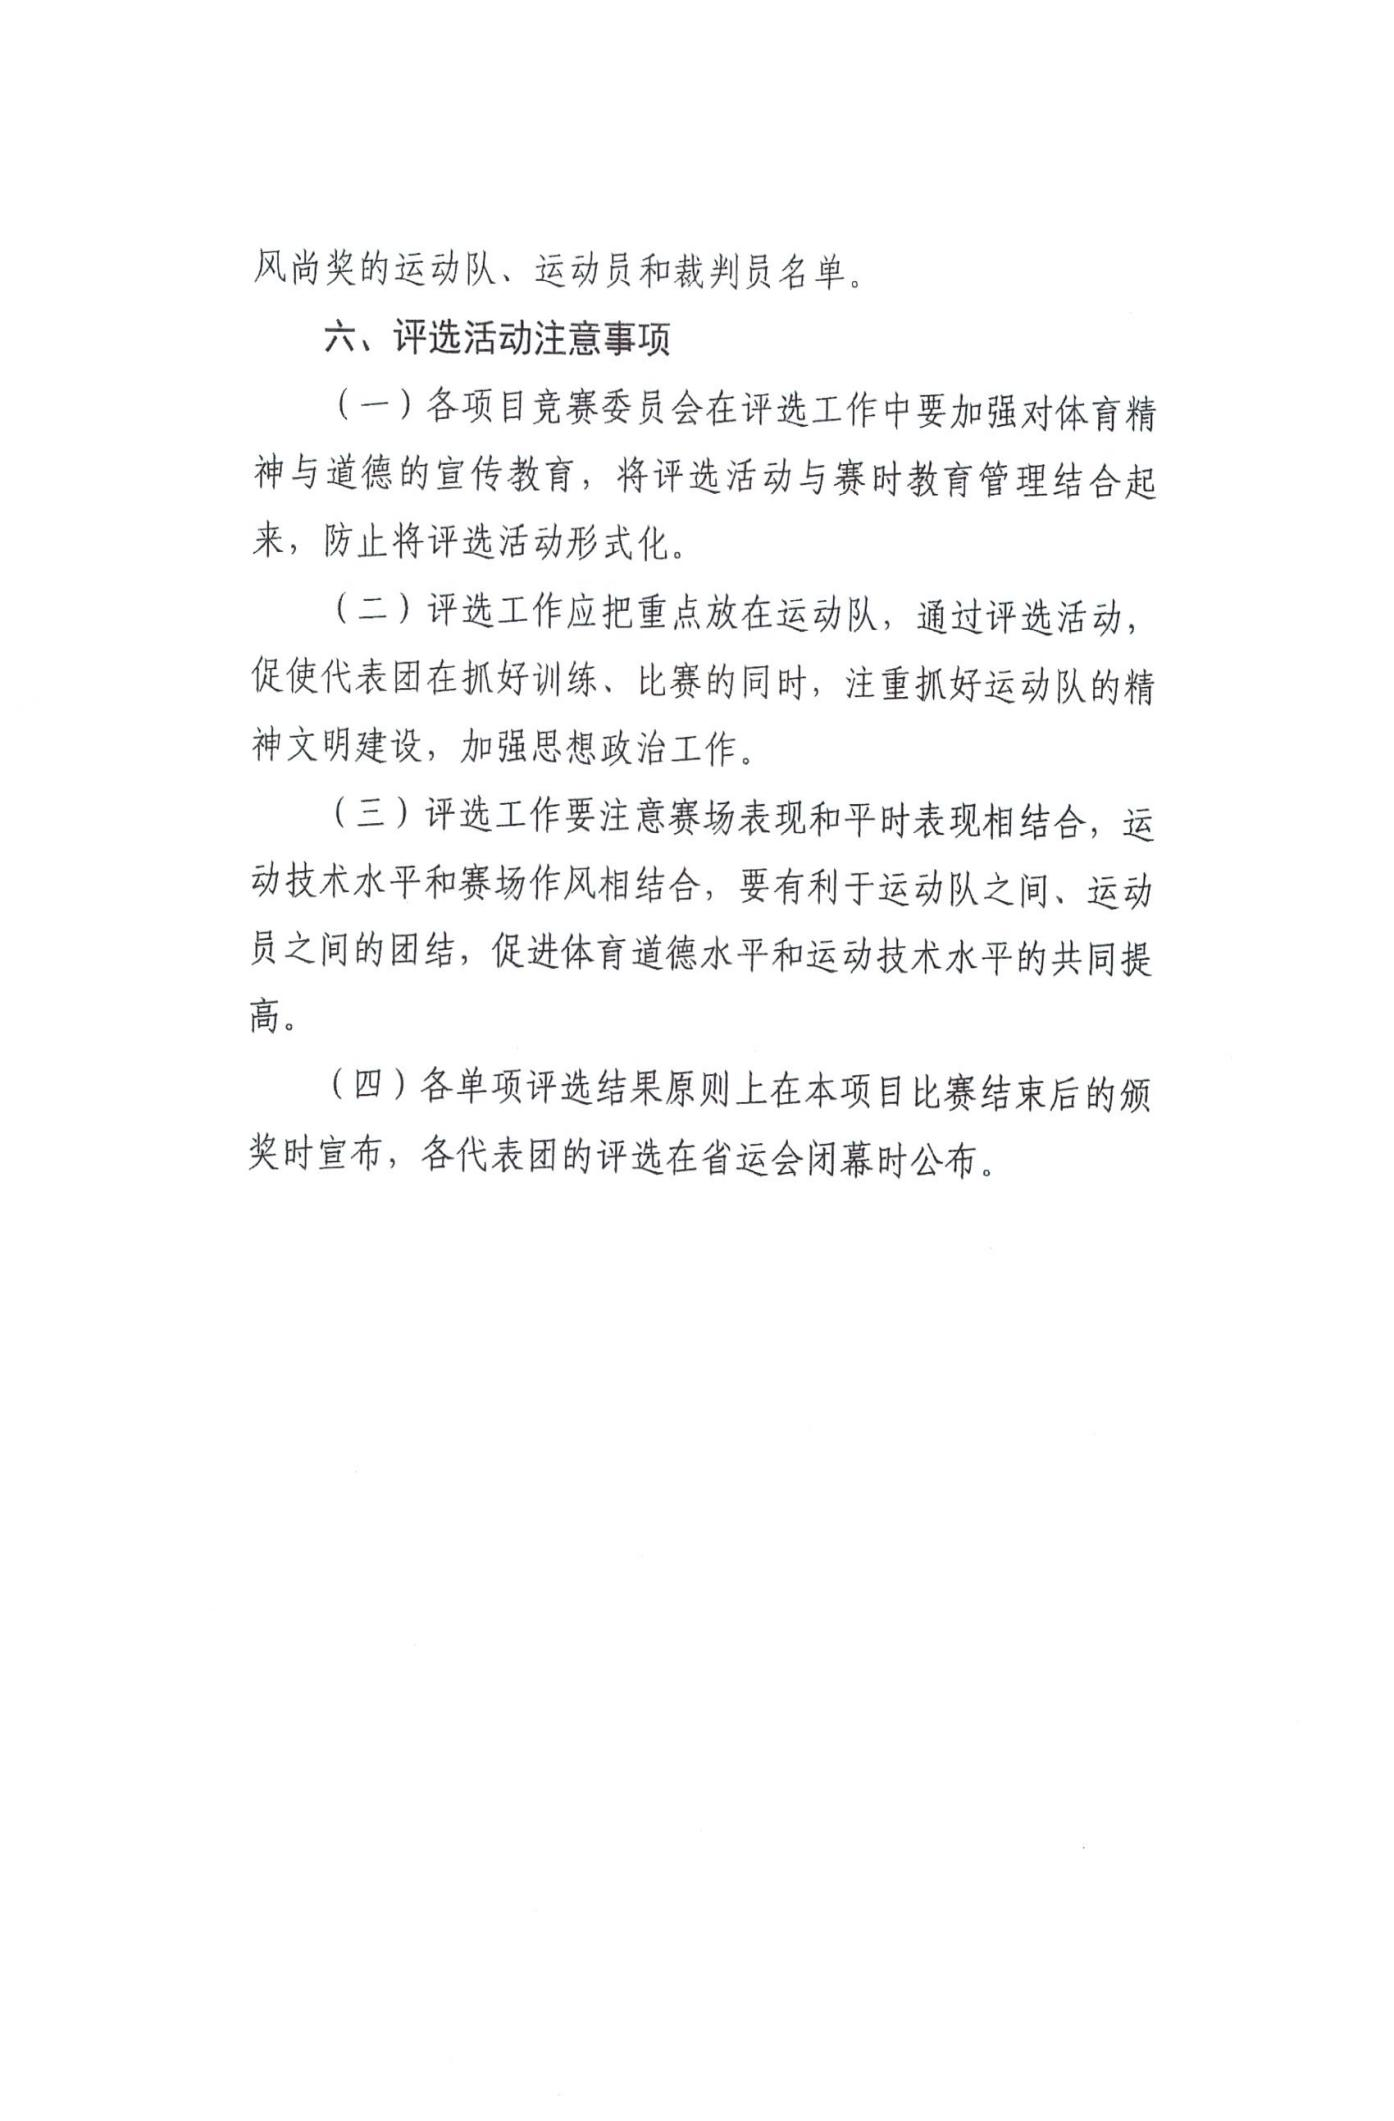 风尚奖的运动队、运动员和裁判员名单。
六、评选活动注意事项
（一）各项目竞赛委员会在评选工作中要加强对体育精
神与道德的宣传教育，将评选活动与赛时教育管理结合起
来，防止将评选活动形式化。
（二）评选工作应把重点放在运动队，通过评选活动，
促使代表团在抓好训练、比赛的同时，注重抓好运动队的精
神文明建设，加强思想政治工作。
（三）评选工作要注意赛场表现和平时表现相结合，运
动技术水平和赛场作风相结合，要有利于运动队之间、运动
员之间的团结，促进体育道德水平和运动技术水平的共同提
高。
（四）各单项评选结果原则上在本项目比赛结束后的颁
奖时宣布，各代表团的评选在省运会闭幕时公布。